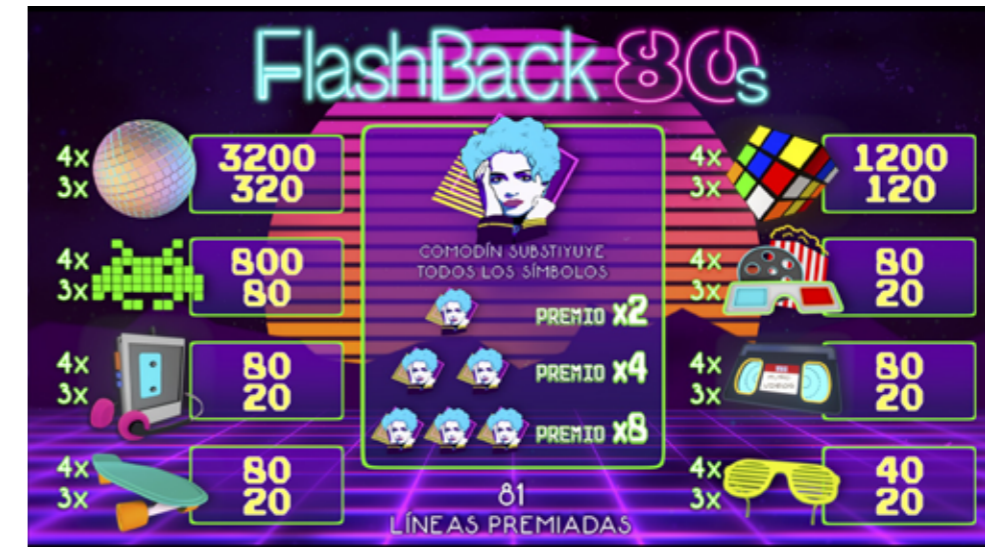 FlashBack 80s
4x 3200
3x 320
4x 800
3x 80
4x 80
3x 20
4x 80
3x 20
COMODÍN SUBSTIYUYE
TODOS LOS SÍMBOLOS
PREMIO x2
PREMIO x4
PREMIO x8
81
LÍNEAS PREMIADAS
4x 1200
3x 120
4x 80
3x 20
4x 80
3x 20
4x 40
3x 20